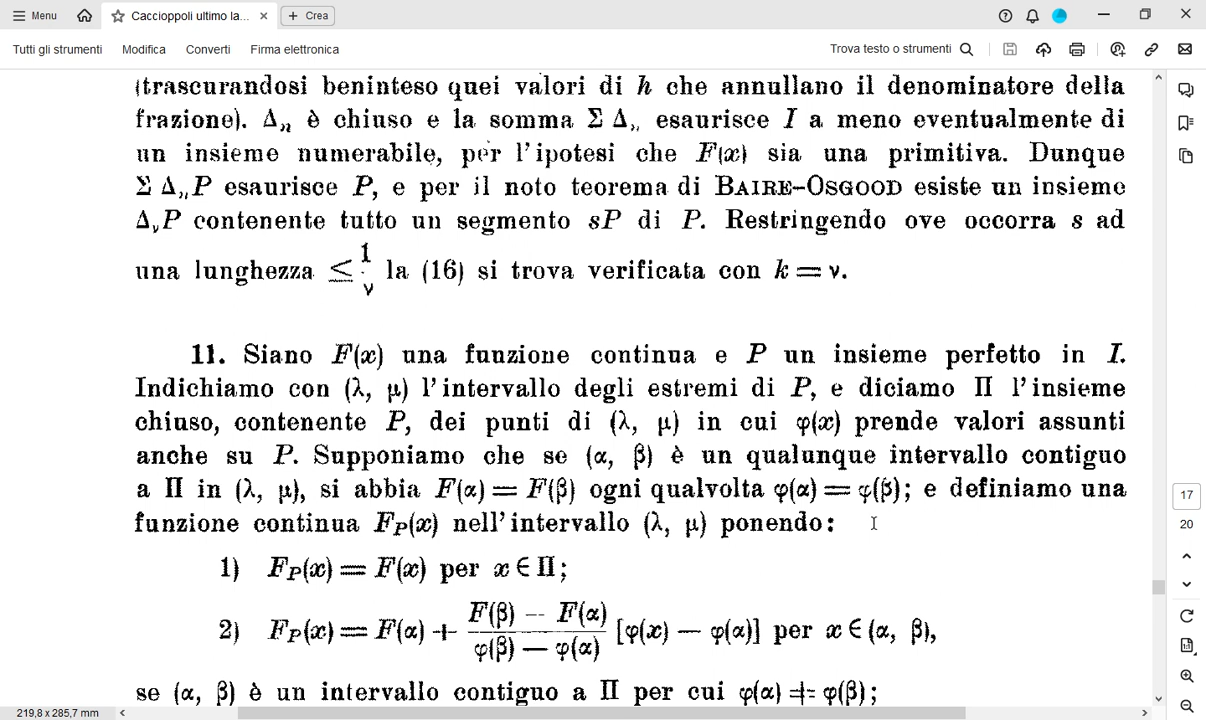 Menu
Caccioppoli ultimo la...
Crea
Tutti gli strumenti Modifica Converti Firma elettronica Trova testo o strumenti
(trascurandosi beninteso quei valori di h che annullano il denominatore della
frazione). Δₙ è chiuso e la somma Σ Δₙ esaurisce I a meno eventualmente di
un insieme numerabile, per l'ipotesi che F(x) sia una primitiva. Dunque
Σ ΔₙP esaurisce P, e per il noto teorema di BAIRE-OSGOOD esiste un insieme
ΔᵥP contenente tutto un segmento sP di P. Restringendo ove occorra s ad
una lunghezza ≤ 1/ν la (16) si trova verificata con k = ν.
11. Siano F(x) una funzione continua e P un insieme perfetto in I.
Indichiamo con (λ, μ) l'intervallo degli estremi di P, e diciamo Π l'insieme
chiuso, contenente P, dei punti di (λ, μ) in cui φ(x) prende valori assunti
anche su P. Supponiamo che se (α, β) è un qualunque intervallo contiguo
a Π in (λ, μ), si abbia F(α) = F(β) ogni qualvolta φ(α) = φ(β); e definiamo una
funzione continua F_P(x) nell'intervallo (λ, μ) ponendo:
1) F_P(x) = F(x) per x ∈ Π;
2) F_P(x) = F(α) + (F(β) — F(α))/(φ(β) — φ(α)) [φ(x) — φ(α)] per x ∈ (α, β),
se (α, β) è un intervallo contiguo a Π per cui φ(α) ≠ φ(β);
17
20
219,8 x 285,7 mm